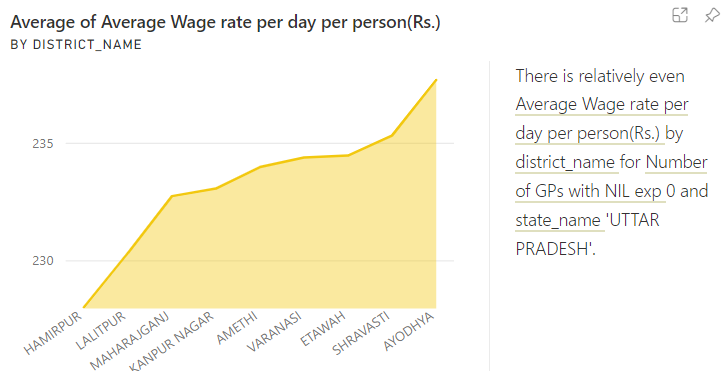 Average of Average Wage rate per day per person(Rs.)
BY DISTRICT_NAME
235
230
HAMIRPUR
LALITPUR
MAHARAJGANJ
KANPUR NAGAR
AMETHI
VARANASI
ETAWAH
SHRAVASTI
AYODHYA
There is relatively even
Average Wage rate per
day per person(Rs.) by
district_name for Number
of GPs with NIL exp 0 and
state_name 'UTTAR
PRADESH'.